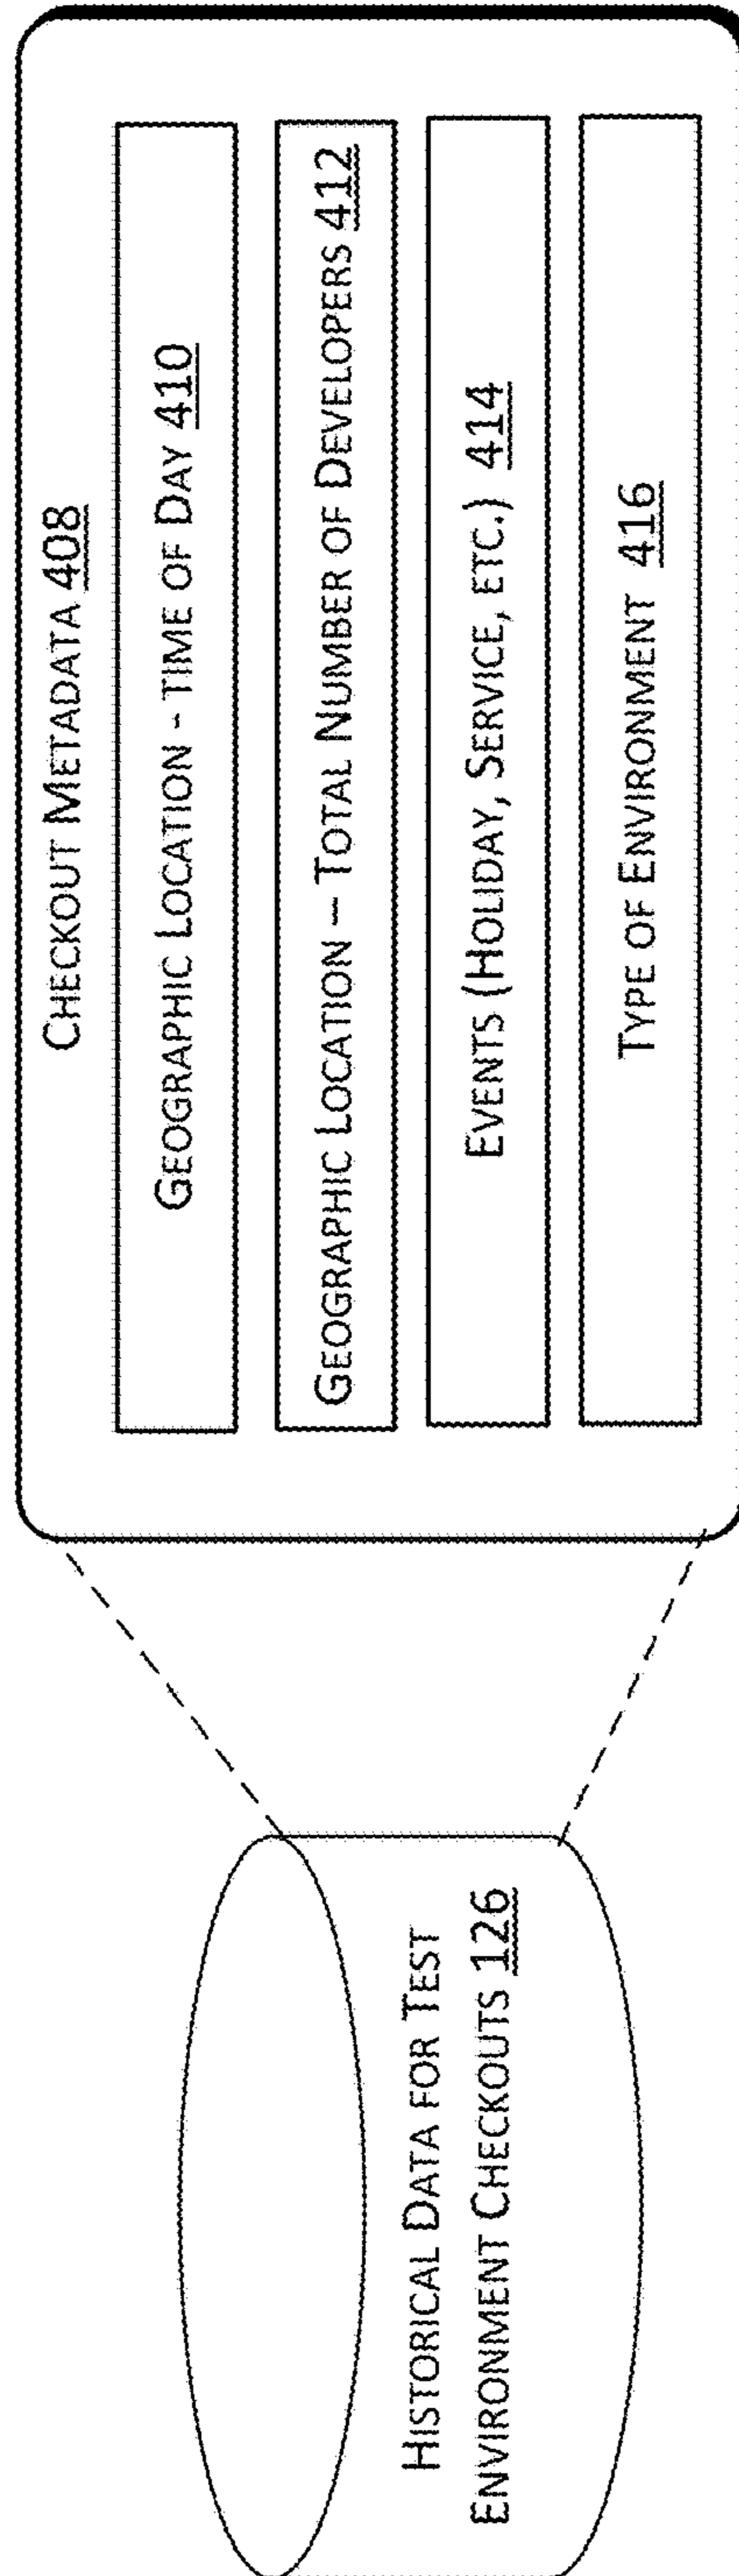 CHECKOUT METADATA 408
GEOGRAPHIC LOCATION - TIME OF DAY 410
GEOGRAPHIC LOCATION – TOTAL NUMBER OF DEVELOPERS 412
EVENTS (HOLIDAY, SERVICE, ETC.) 414
TYPE OF ENVIRONMENT 416
HISTORICAL DATA FOR TEST
ENVIRONMENT CHECKOUTS 126